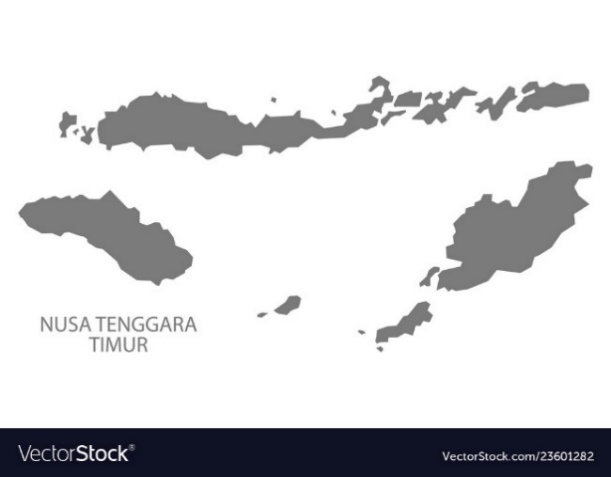 NUSA TENGGARA
TIMUR
VectorStock®
VectorStock.com/23601282